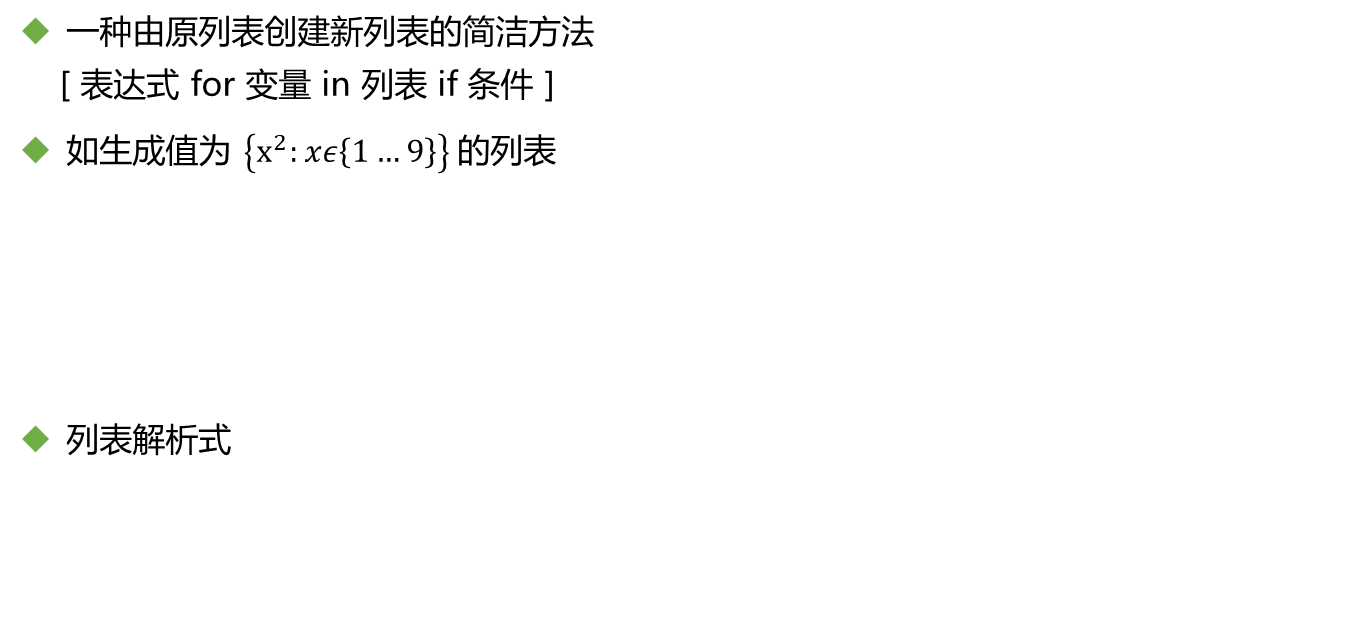 ◆ 一种由原列表创建新列表的简洁方法
[ 表达式 for 变量 in 列表 if 条件 ]
◆ 如生成值为 {x²: 𝑥𝜖{1 … 9}} 的列表
◆ 列表解析式